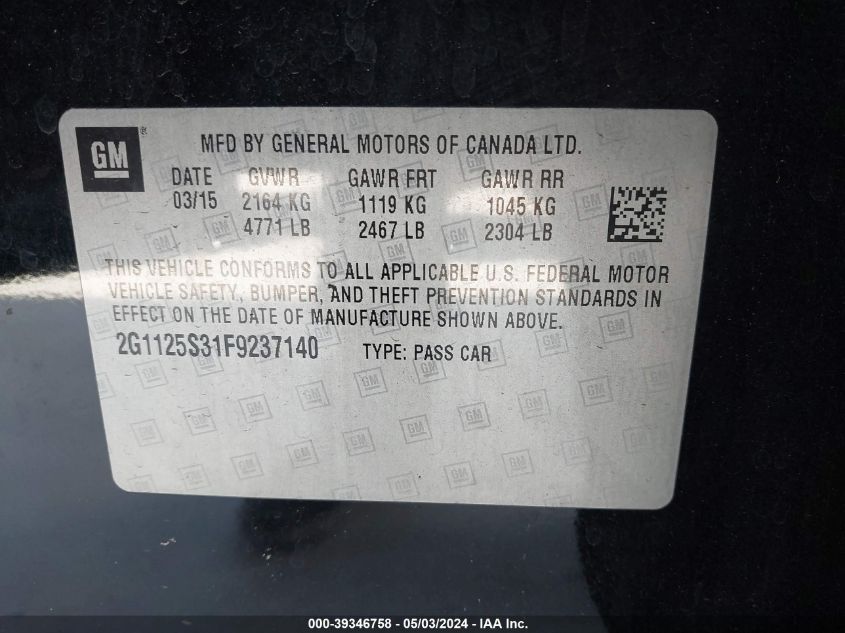 GM
MFD BY GENERAL MOTORS OF CANADA LTD.
DATE GVWR GAWR FRT GAWR RR
03/15 2164 KG 1119 KG 1045 KG
4771 LB 2467 LB 2304 LB
THIS VEHICLE CONFORMS TO ALL APPLICABLE U.S. FEDERAL MOTOR
VEHICLE SAFETY, BUMPER, AND THEFT PREVENTION STANDARDS IN
EFFECT ON THE DATE OF MANUFACTURE SHOWN ABOVE.
2G1125S31F9237140 TYPE: PASS CAR
000-39346758 - 05/03/2024 - IAA Inc.